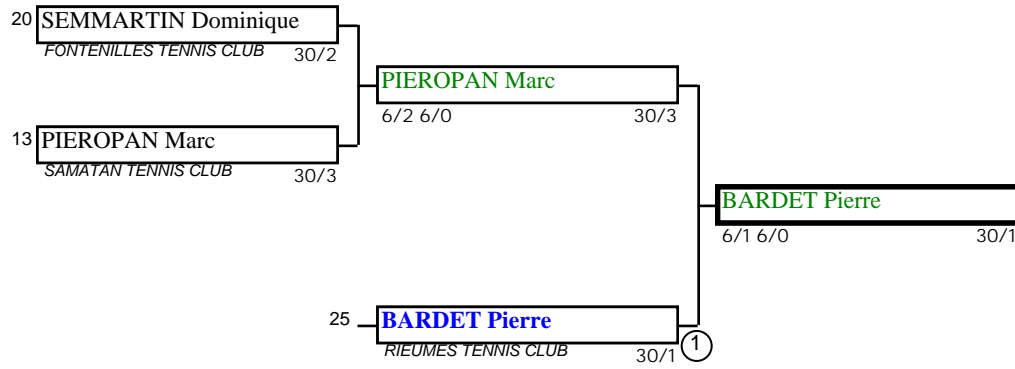 20 SEMMARTIN Dominique
FONTENILLES TENNIS CLUB 30/2
PIEROPAN Marc
6/2 6/0 30/3
13 PIEROPAN Marc
SAMATAN TENNIS CLUB 30/3
BARDET Pierre
6/1 6/0 30/1
25 BARDET Pierre
RIEUMES TENNIS CLUB 30/1 1